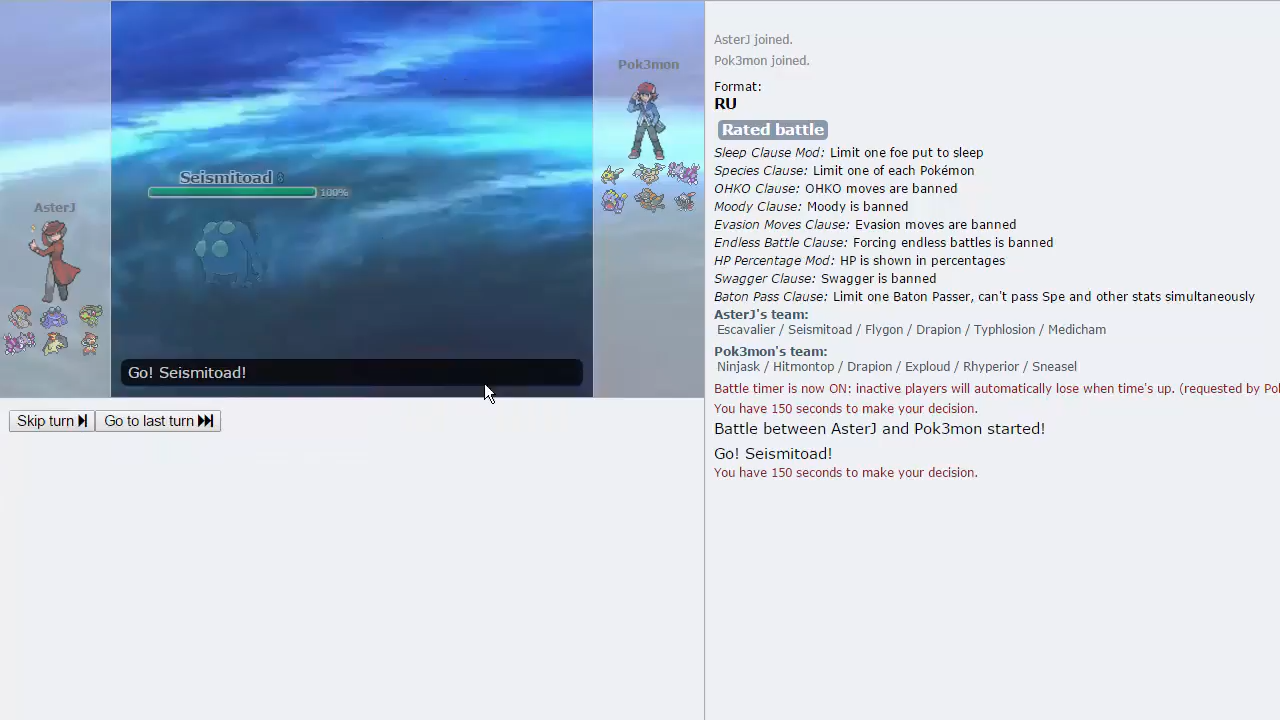 Pok3mon
Seismitoad
100%
AsterJ
Go! Seismitoad!
Skip turn
Go to last turn
AsterJ joined.
Pok3mon joined.
Format:
RU
Rated battle
Sleep Clause Mod: Limit one foe put to sleep
Species Clause: Limit one of each Pokémon
OHKO Clause: OHKO moves are banned
Moody Clause: Moody is banned
Evasion Moves Clause: Evasion moves are banned
Endless Battle Clause: Forcing endless battles is banned
HP Percentage Mod: HP is shown in percentages
Swagger Clause: Swagger is banned
Baton Pass Clause: Limit one Baton Passer, can't pass Spe and other stats simultaneously
AsterJ's team:
Escavalier / Seismitoad / Flygon / Drapion / Typhlosion / Medicham
Pok3mon's team:
Ninjask / Hitmontop / Drapion / Exploud / Rhyperior / Sneasel
Battle timer is now ON: inactive players will automatically lose when time's up. (requested by Pol
You have 150 seconds to make your decision.
Battle between AsterJ and Pok3mon started!
Go! Seismitoad!
You have 150 seconds to make your decision.